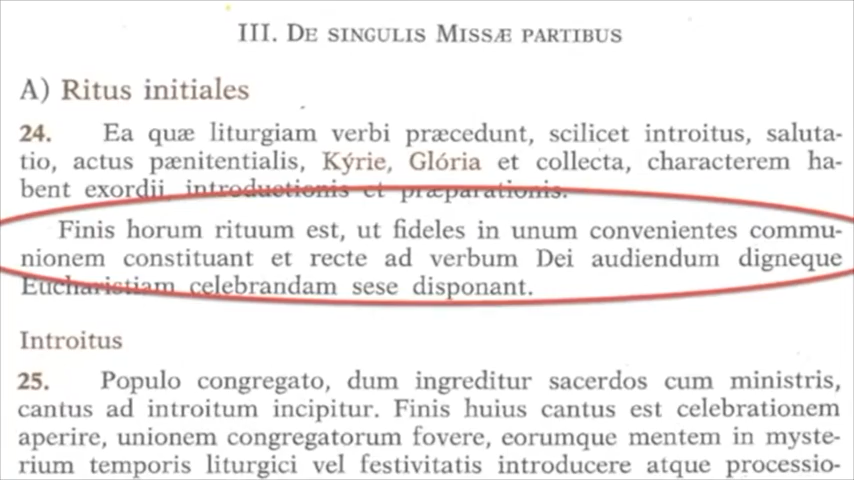 III. De singulis Missæ partibus
A) Ritus initiales
24. Ea quæ liturgiam verbi præcedunt, scilicet introitus, saluta-
tio, actus pænitentialis, Kýrie, Glória et collecta, characterem ha-
bent exordii, introductionis et præparationis.
Finis horum rituum est, ut fideles in unum convenientes commu-
nionem constituant et recte ad verbum Dei audiendum digneque
Eucharistiam celebrandam sese disponant.
Introitus
25. Populo congregato, dum ingreditur sacerdos cum ministris,
cantus ad introitum incipitur. Finis huius cantus est celebrationem
aperire, unionem congregatorum fovere, eorumque mentem in myste-
rium temporis liturgici vel festivitatis introducere atque processio-